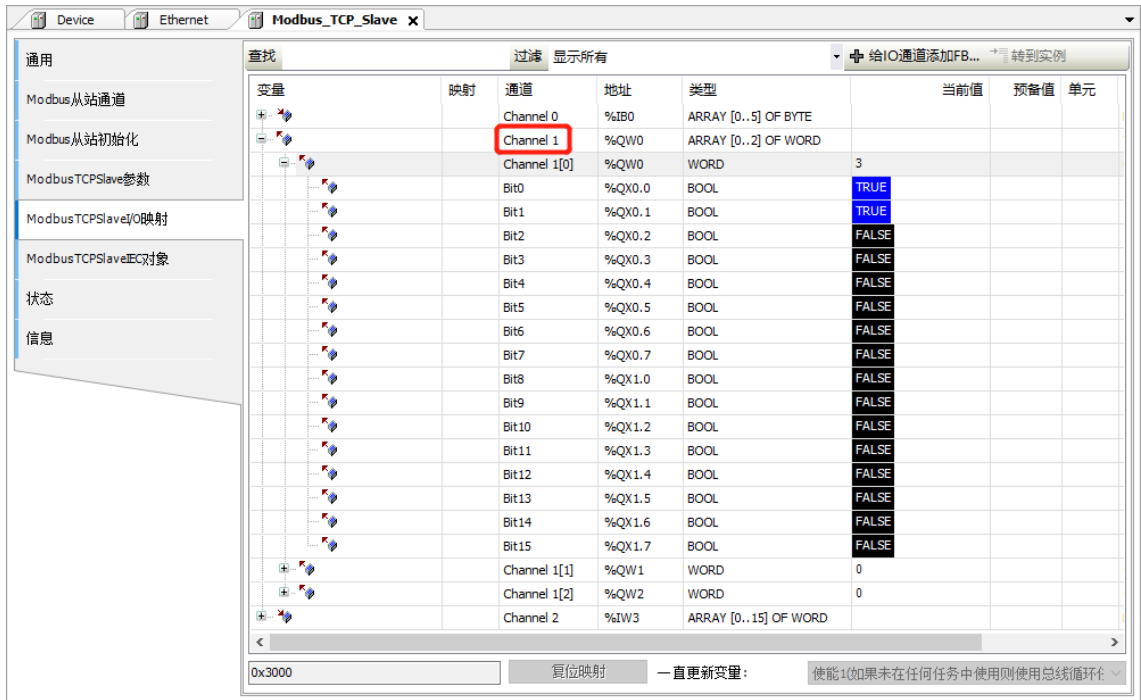 Device Ethernet Modbus_TCP_Slave
通用
Modbus从站通道
Modbus从站初始化
ModbusTCPSlave参数
ModbusTCPSlaveI/O映射
ModbusTCPSlaveIEC对象
状态
信息
查找 过滤 显示所有 给IO通道添加FB... 转到实例
变量 映射 通道 地址 类型 当前值 预备值 单元
Channel 0 %IB0 ARRAY [0..5] OF BYTE
Channel 1 %QW0 ARRAY [0..2] OF WORD
Channel 1[0] %QW0 WORD 3
Bit0 %QX0.0 BOOL TRUE
Bit1 %QX0.1 BOOL TRUE
Bit2 %QX0.2 BOOL FALSE
Bit3 %QX0.3 BOOL FALSE
Bit4 %QX0.4 BOOL FALSE
Bit5 %QX0.5 BOOL FALSE
Bit6 %QX0.6 BOOL FALSE
Bit7 %QX0.7 BOOL FALSE
Bit8 %QX1.0 BOOL FALSE
Bit9 %QX1.1 BOOL FALSE
Bit10 %QX1.2 BOOL FALSE
Bit11 %QX1.3 BOOL FALSE
Bit12 %QX1.4 BOOL FALSE
Bit13 %QX1.5 BOOL FALSE
Bit14 %QX1.6 BOOL FALSE
Bit15 %QX1.7 BOOL FALSE
Channel 1[1] %QW1 WORD 0
Channel 1[2] %QW2 WORD 0
Channel 2 %IW3 ARRAY [0..15] OF WORD
0x3000 复位映射 一直更新变量: 使能1(如果未在任何任务中使用则使用总线循环任